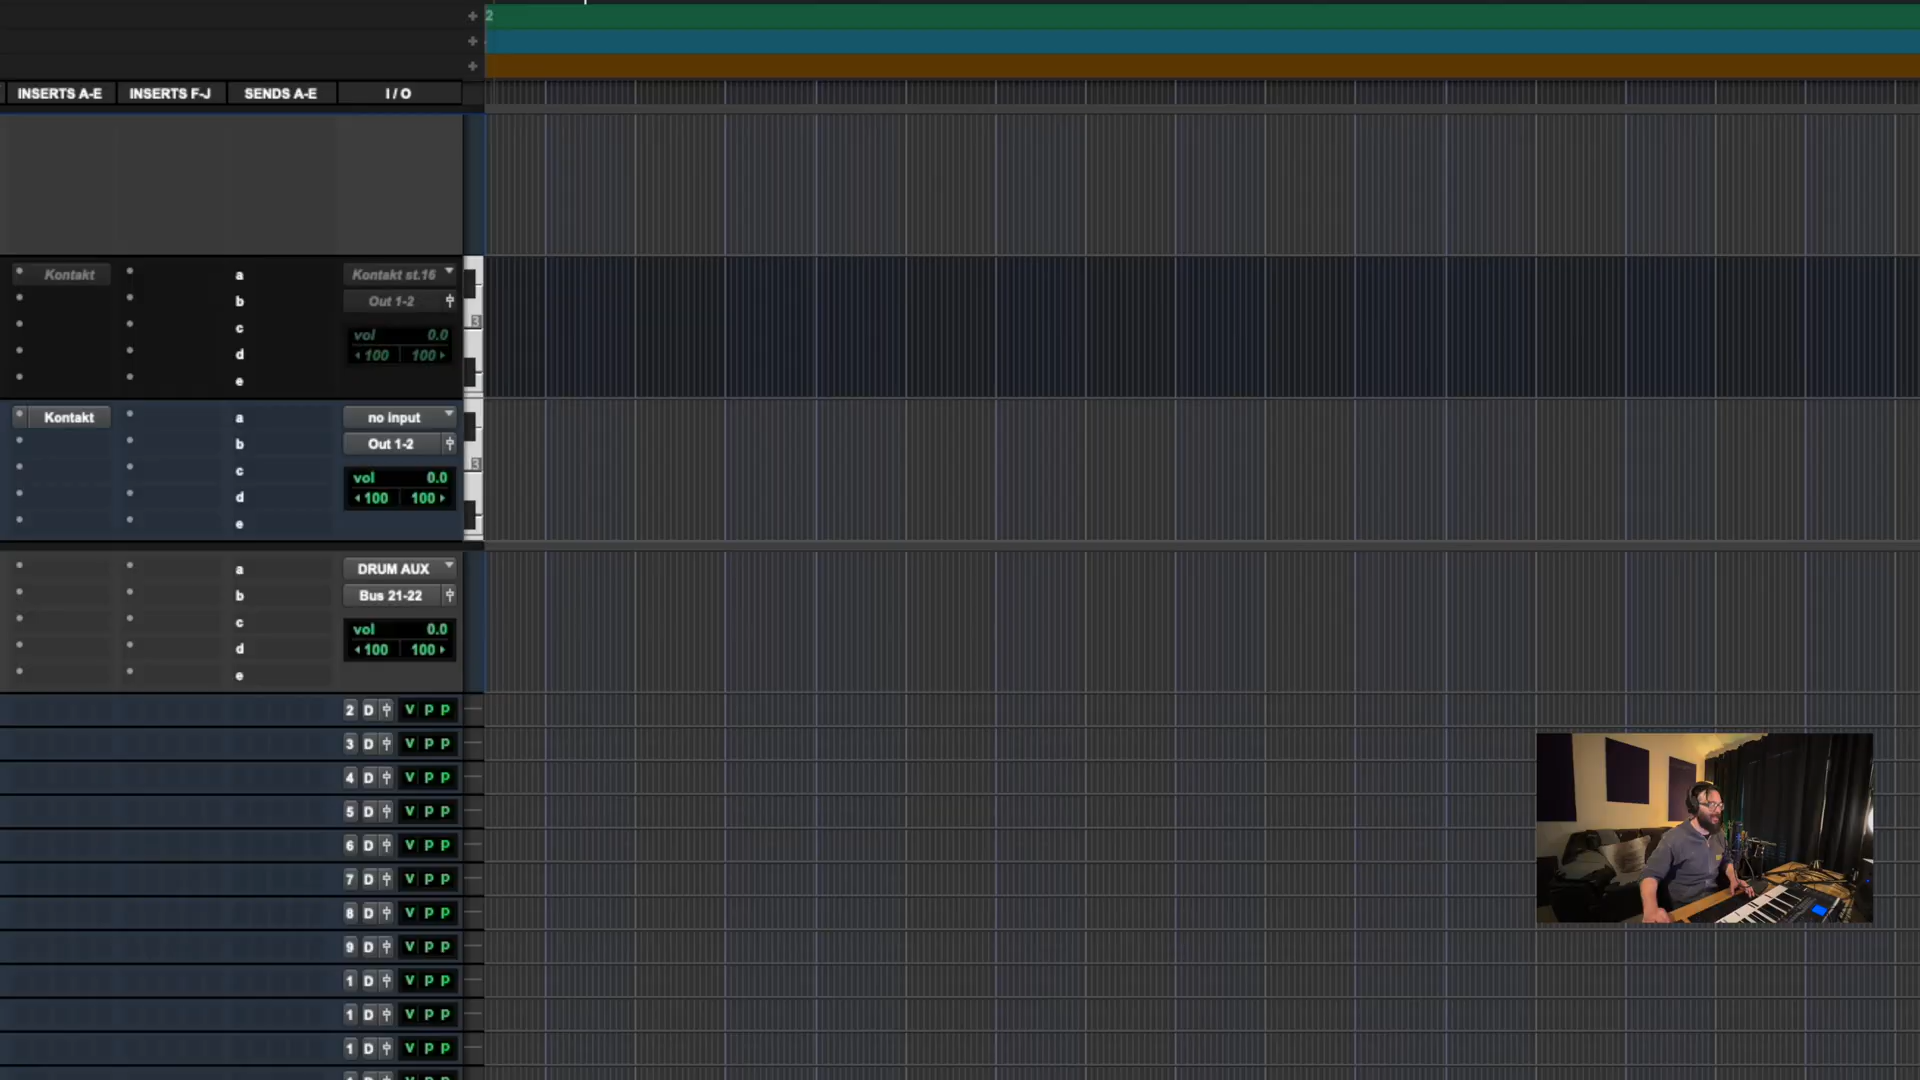 2
INSERTS A-E INSERTS F-J SENDS A-E I / O
Kontakt a Kontakt st.16
b Out 1-2
c vol 0.0
d 100 100
e
3
Kontakt a no input
b Out 1-2
c vol 0.0
d 100 100
e
3
a DRUM AUX
b Bus 21-22
c vol 0.0
d 100 100
e
2 D V P P
3 D V P P
4 D V P P
5 D V P P
6 D V P P
7 D V P P
8 D V P P
9 D V P P
1 D V P P
1 D V P P
1 D V P P